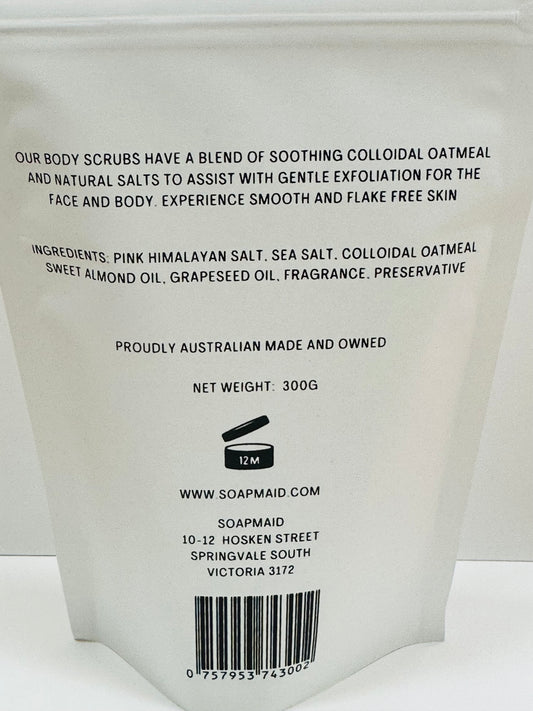 OUR BODY SCRUBS HAVE A BLEND OF SOOTHING COLLOIDAL OATMEAL
AND NATURAL SALTS TO ASSIST WITH GENTLE EXFOLIATION FOR THE
FACE AND BODY. EXPERIENCE SMOOTH AND FLAKE FREE SKIN
INGREDIENTS: PINK HIMALAYAN SALT, SEA SALT, COLLOIDAL OATMEAL
SWEET ALMOND OIL, GRAPESEED OIL, FRAGRANCE, PRESERVATIVE
PROUDLY AUSTRALIAN MADE AND OWNED
NET WEIGHT: 300G
12M
WWW.SOAPMAID.COM
SOAPMAID
10-12 HOSKEN STREET
SPRINGVALE SOUTH
VICTORIA 3172
0 757953 743002